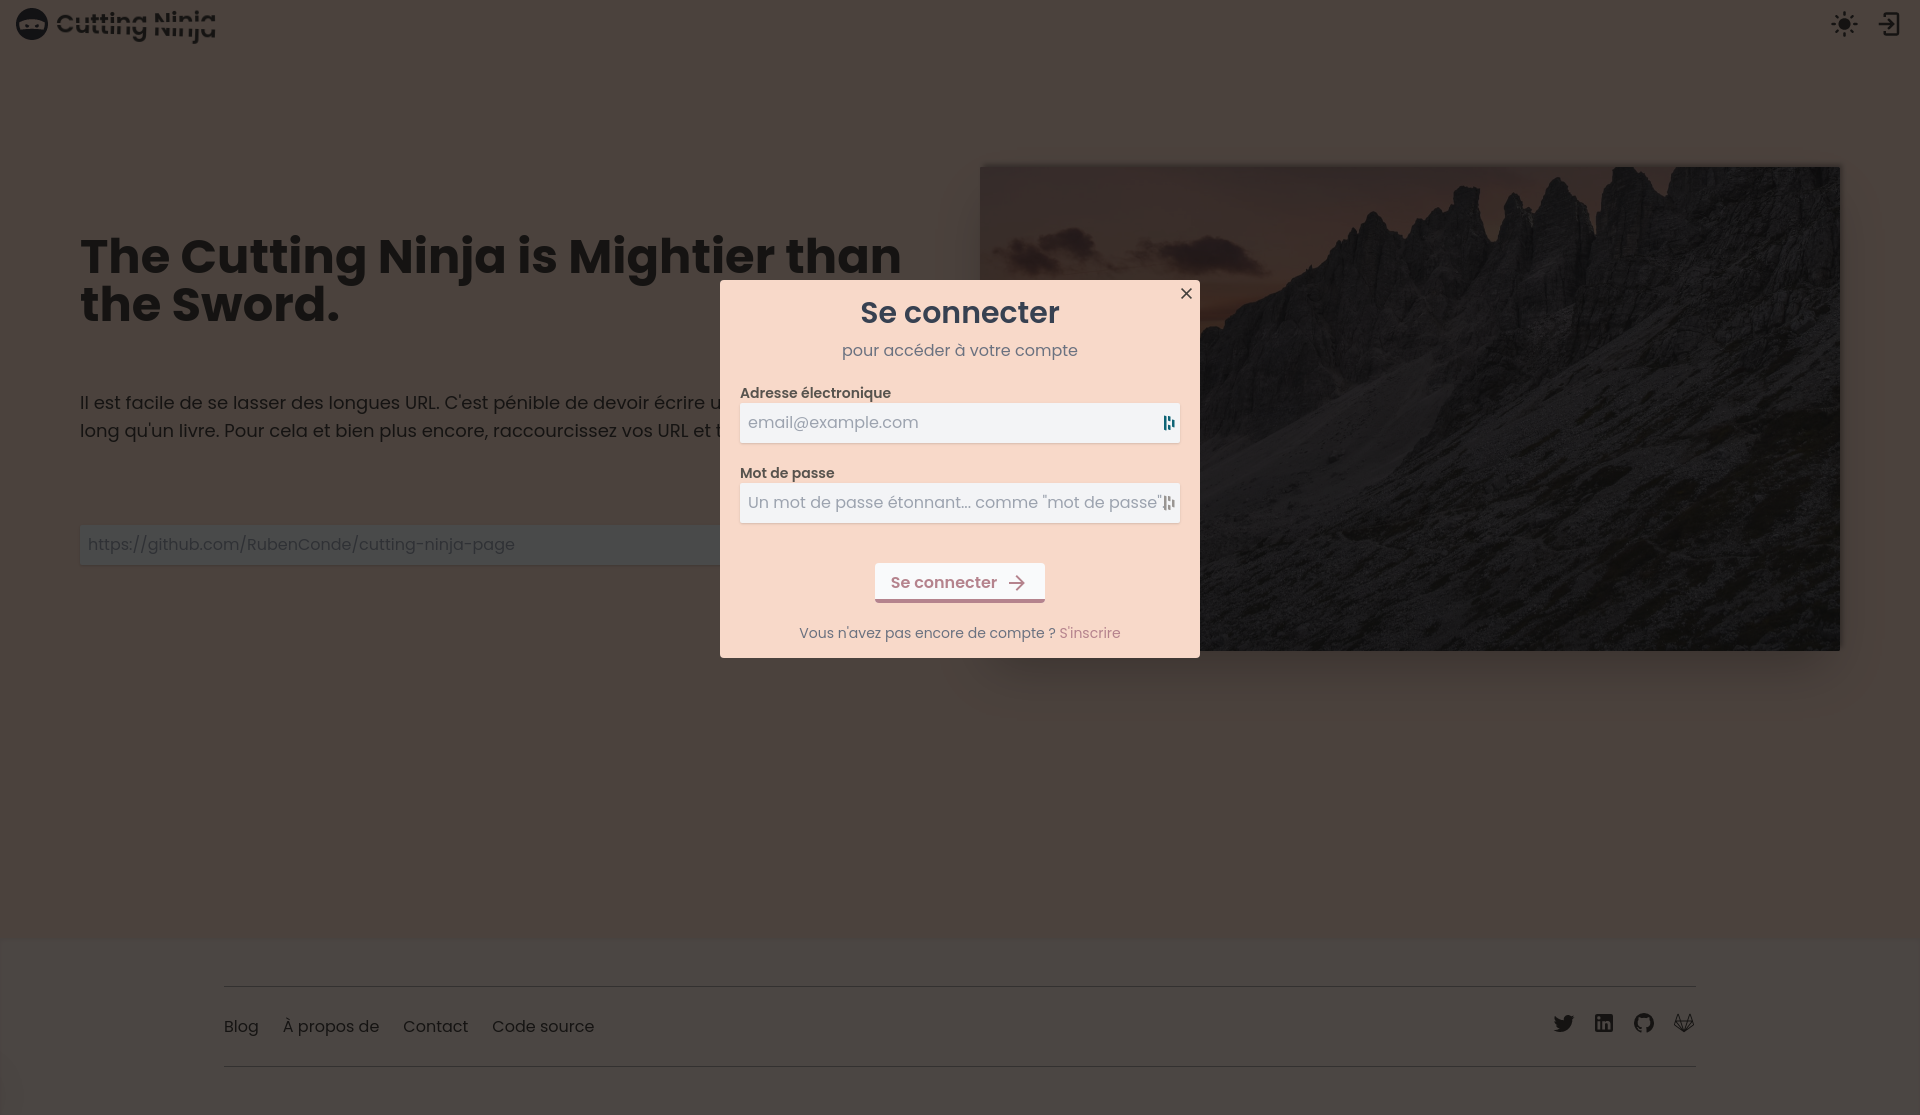 Cutting Ninja
The Cutting Ninja is Mightier than
the Sword.
Il est facile de se lasser des longues URL. C'est pénible de devoir écrire
long qu'un livre. Pour cela et bien plus encore, raccourcissez vos URL et
https://github.com/RubenConde/cutting-ninja-page
Se connecter
pour accéder à votre compte
Adresse électronique
email@example.com
Mot de passe
Un mot de passe étonnant... comme "mot de passe"
Se connecter
Vous n'avez pas encore de compte ? S'inscrire
Blog À propos de Contact Code source